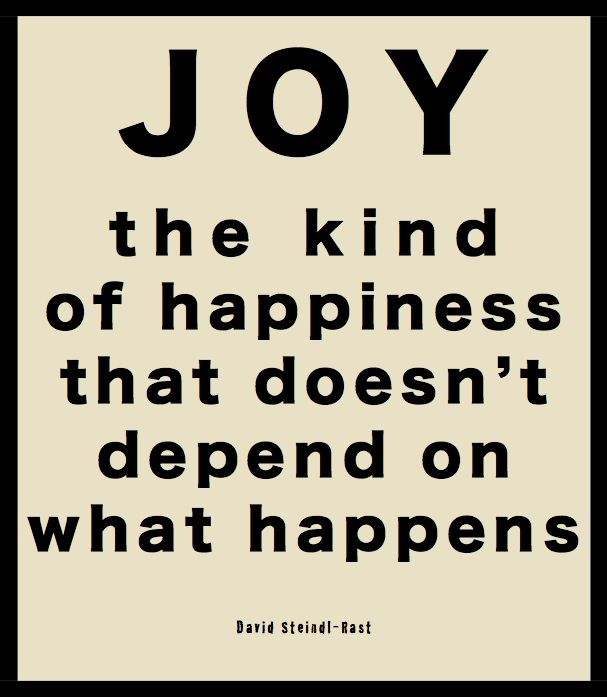 JOY
the kind
of happiness
that doesn’t
depend on
what happens
David Steindl-Rast